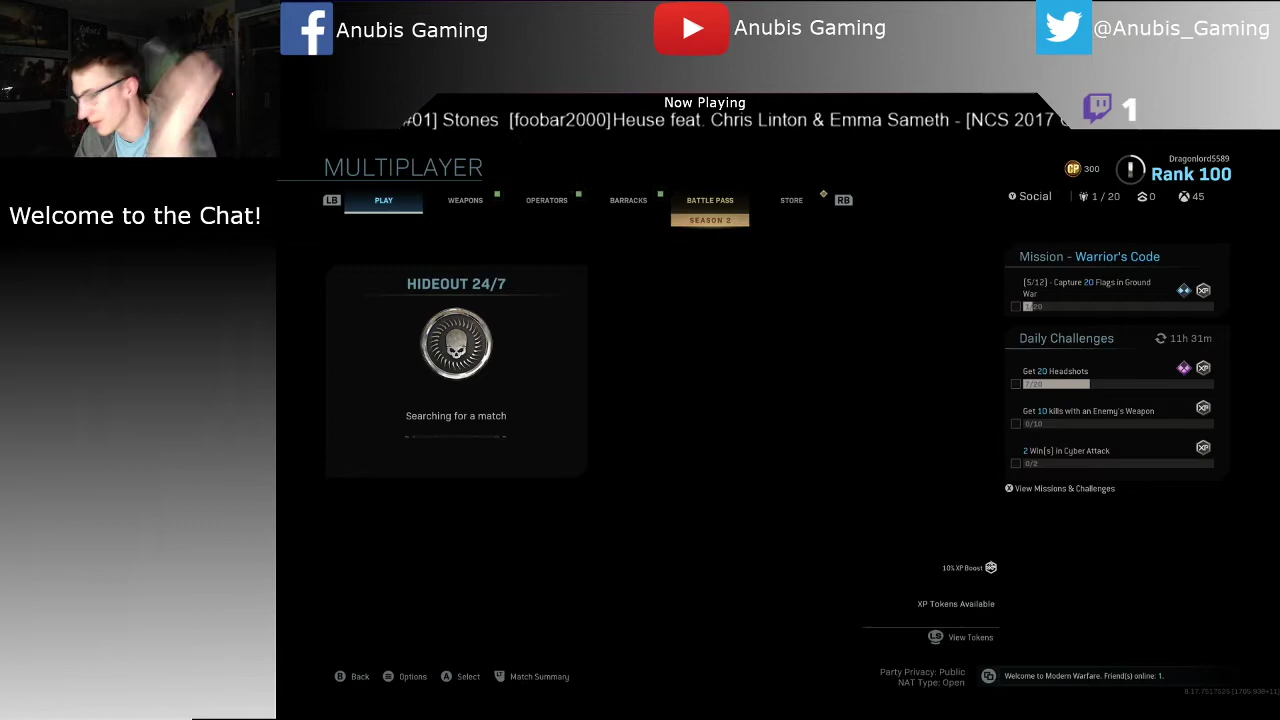 Anubis Gaming
Anubis Gaming
@Anubis_Gaming
Now Playing
#01] Stones [foobar2000]Heuse feat. Chris Linton & Emma Sameth - [NCS 2017
1
MULTIPLAYER
LB PLAY WEAPONS OPERATORS BARRACKS BATTLE PASS STORE RB
SEASON 2
CP 300
Dragonlord5589
Rank 100
Y Social 1 / 20 0 45
Welcome to the Chat!
HIDEOUT 24/7
Searching for a match
Mission - Warrior's Code
[5/12] - Capture 20 Flags in Ground
War
1/20
Daily Challenges 11h 31m
Get 20 Headshots
7/20
Get 10 kills with an Enemy's Weapon
0/10
2 Win[s] in Cyber Attack
0/2
X View Missions & Challenges
10% XP Boost
XP Tokens Available
LS View Tokens
B Back Options A Select Match Summary
Party Privacy: Public
NAT Type: Open
Welcome to Modern Warfare. Friend(s) online: 1.